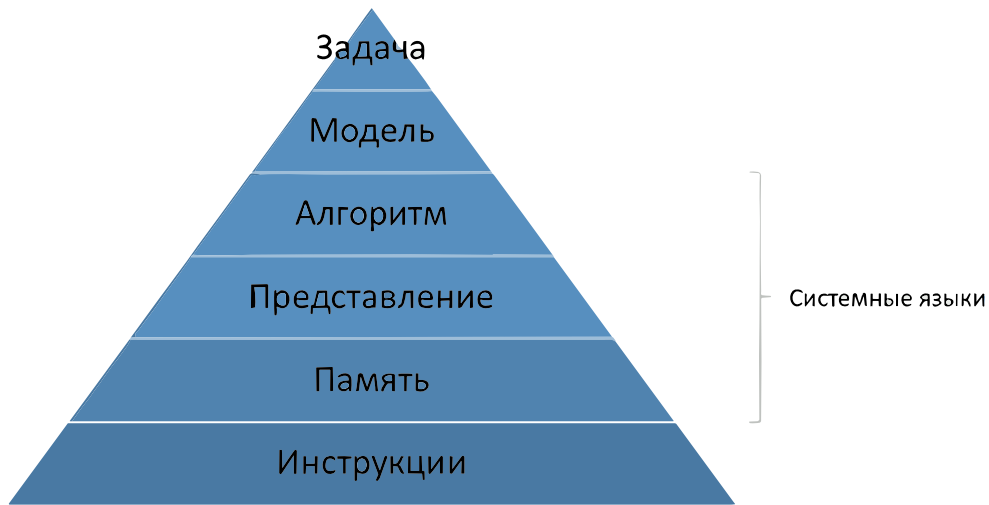 Задача
Модель
Алгоритм
Представление
Системные языки
Память
Инструкции